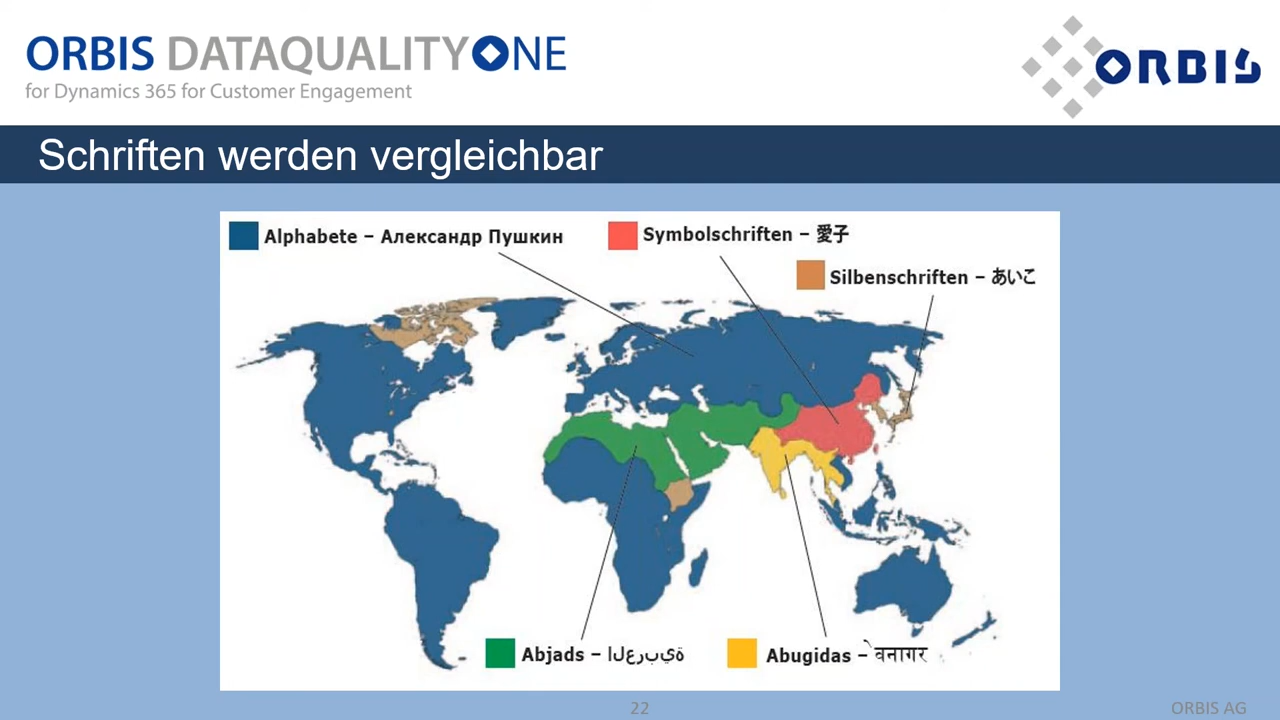 ORBIS DATAQUALITYONE
for Dynamics 365 for Customer Engagement
ORBIS
Schriften werden vergleichbar
Alphabete – Александр Пушкин
Symbolschriften – 愛子
Silbenschriften – あいこ
Abjads – العربية
Abugidas – ेवनागर
22
ORBIS AG